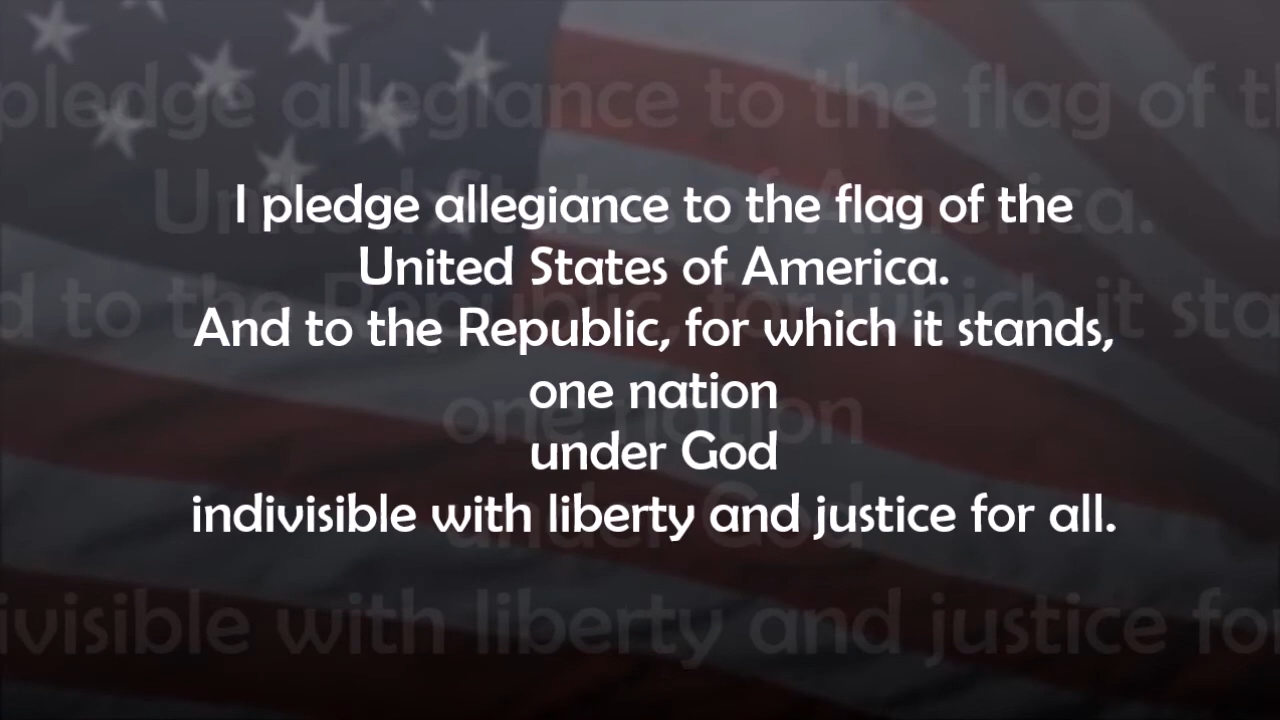 I pledge allegiance to the flag of the
United States of America.
And to the Republic, for which it stands,
one nation
under God
indivisible with liberty and justice for all.